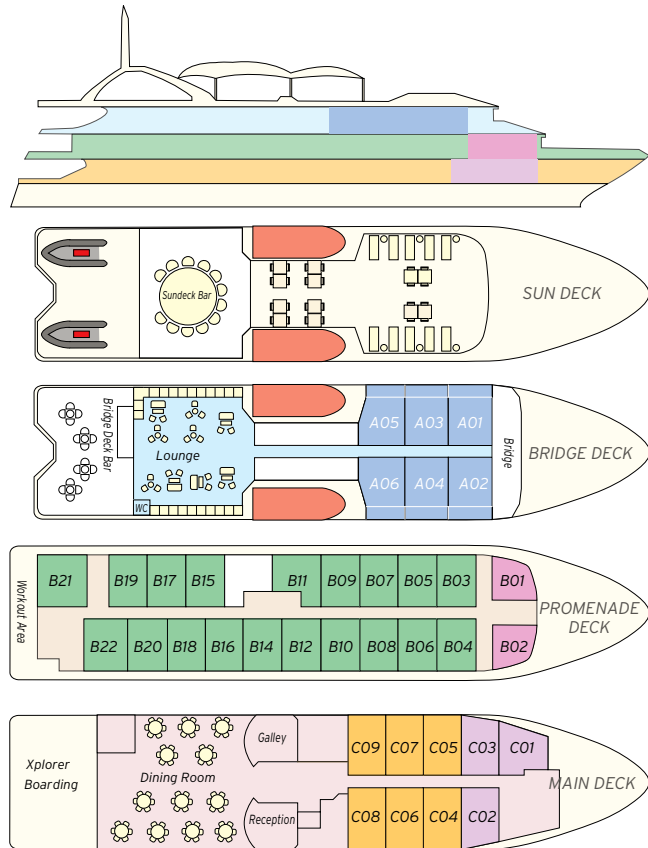 Sundeck Bar
SUN DECK
Bridge Deck Bar
Lounge
WC
A05 A03 A01
A06 A04 A02
Bridge
BRIDGE DECK
Workout Area
B21 B19 B17 B15 B11 B09 B07 B05 B03 B01
B22 B20 B18 B16 B14 B12 B10 B08 B06 B04 B02
PROMENADE
DECK
Xplorer
Boarding
Dining Room
Galley
Reception
C09 C07 C05 C03 C01
C08 C06 C04 C02
MAIN DECK